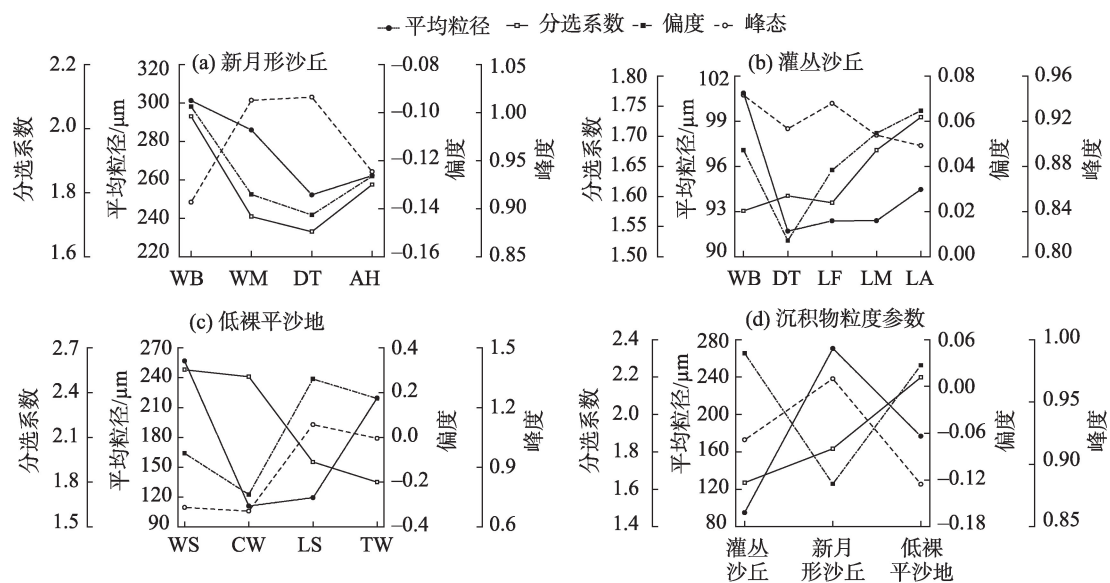 平均粒径 分选系数 偏度 峰态
(a) 新月形沙丘
分选系数
2.2 2.0 1.8 1.6
平均粒径/μm
320 300 280 260 240 220
WB WM DT AH
−0.08 −0.10 −0.12 −0.14 −0.16
偏度
1.05 1.00 0.95 0.90 0.85
峰度
(b) 灌丛沙丘
分选系数
1.80 1.75 1.70 1.65 1.60 1.55 1.50
平均粒径/μm
102 99 96 93 90
WB DT LF LM LA
0.08 0.06 0.04 0.02 0.00
偏度
0.96 0.92 0.88 0.84 0.80
峰度
(c) 低裸平沙地
分选系数
2.7 2.4 2.1 1.8 1.5
平均粒径/μm
270 240 210 180 150 120 90
WS CW LS TW
0.4 0.2 0.0 −0.2 −0.4
偏度
1.5 1.2 0.9 0.6
峰度
(d) 沉积物粒度参数
分选系数
2.4 2.2 2.0 1.8 1.6 1.4
平均粒径/μm
280 240 200 160 120 80
灌丛 新月 低裸
沙丘 形沙丘 平沙地
0.06 0.00 −0.06 −0.12 −0.18
偏度
1.00 0.95 0.90 0.85
峰度